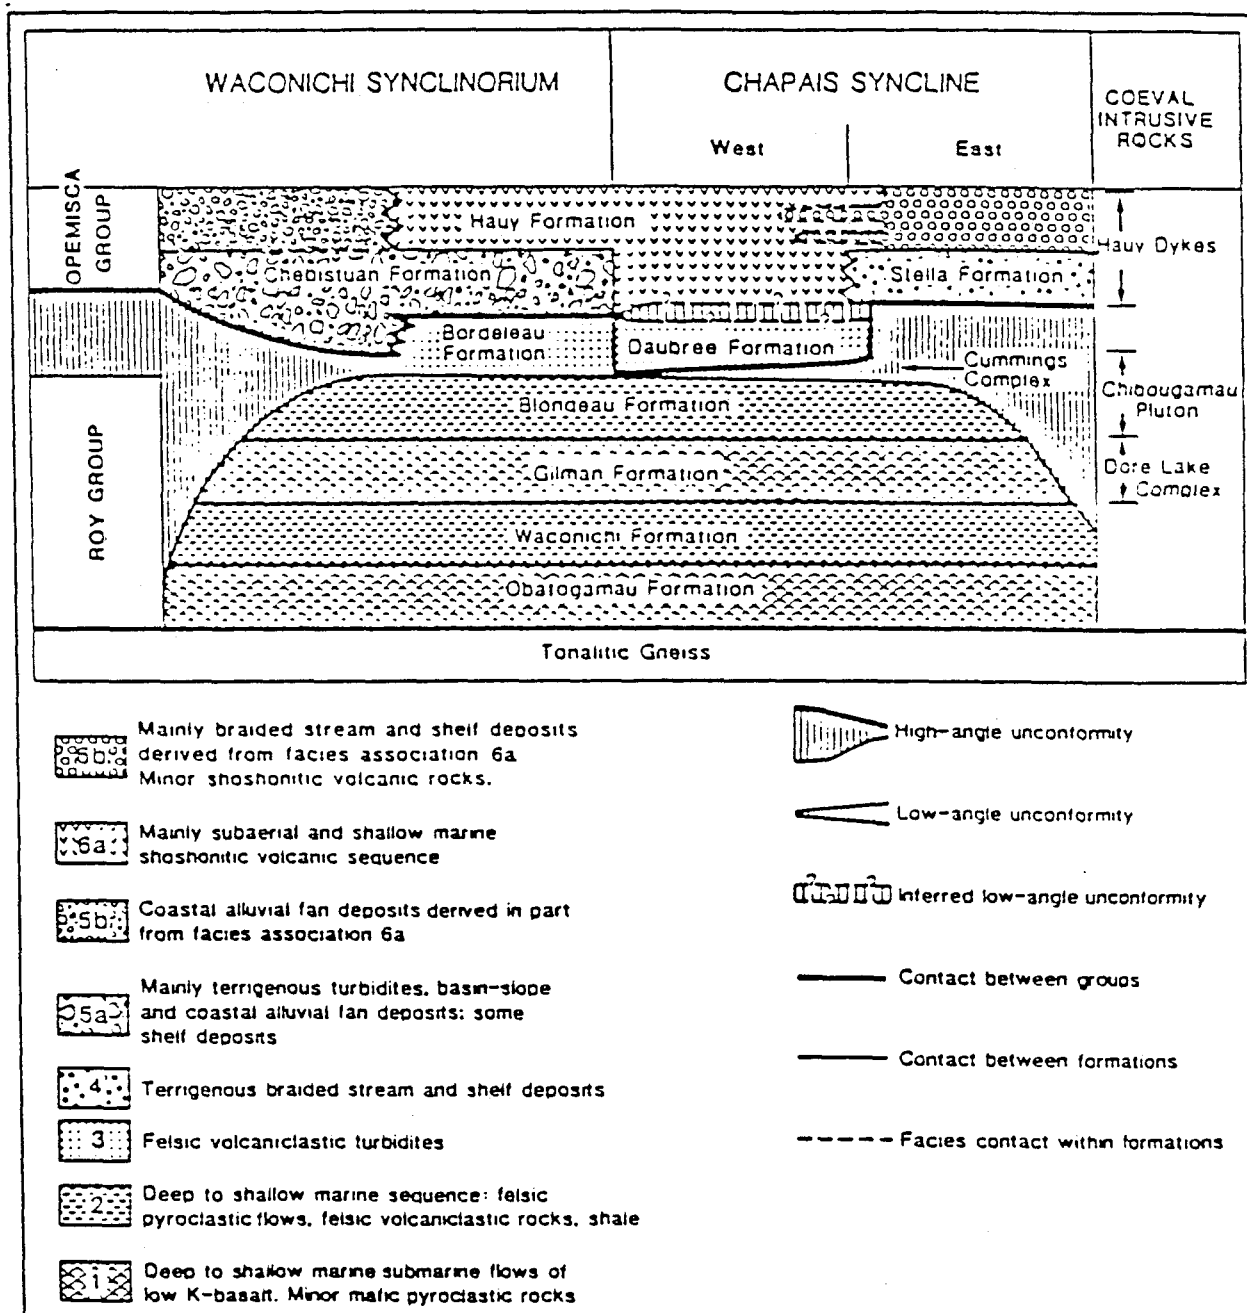 WACONICHI SYNCLINORIUM
CHAPAIS SYNCLINE
West
East
COEVAL
INTRUSIVE
ROCKS
OPEMISCA
GROUP
ROY GROUP
Hauy Formation
Chebistuan Formation
Stella Formation
Bordeleau
Formation
Daubree Formation
Cummings
Complex
Blondeau Formation
Gilman Formation
Waconichi Formation
Obatogamau Formation
Tonalitic Gneiss
Hauy Dykes
Chibougamau
Pluton
Dore Lake
Complex
5b
Mainly braided stream and shelf deposits
derived from facies association 6a
Minor shoshonitic volcanic rocks.
6a
Mainly subaerial and shallow marine
shoshonitic volcanic sequence
5b
Coastal alluvial fan deposits derived in part
from facies association 6a
5a
Mainly terrigenous turbidites, basin-slope
and coastal alluvial fan deposits; some
shelf deposits
4
Terrigenous braided stream and shelf deposits
3
Felsic volcaniclastic turbidites
2
Deep to shallow marine sequence: felsic
pyroclastic flows, felsic volcaniclastic rocks, shale
1
Deep to shallow marine submarine flows of
low K-basalt. Minor mafic pyroclastic rocks
High-angle unconformity
Low-angle unconformity
? ?
Inferred low-angle unconformity
Contact between groups
Contact between formations
Facies contact within formations